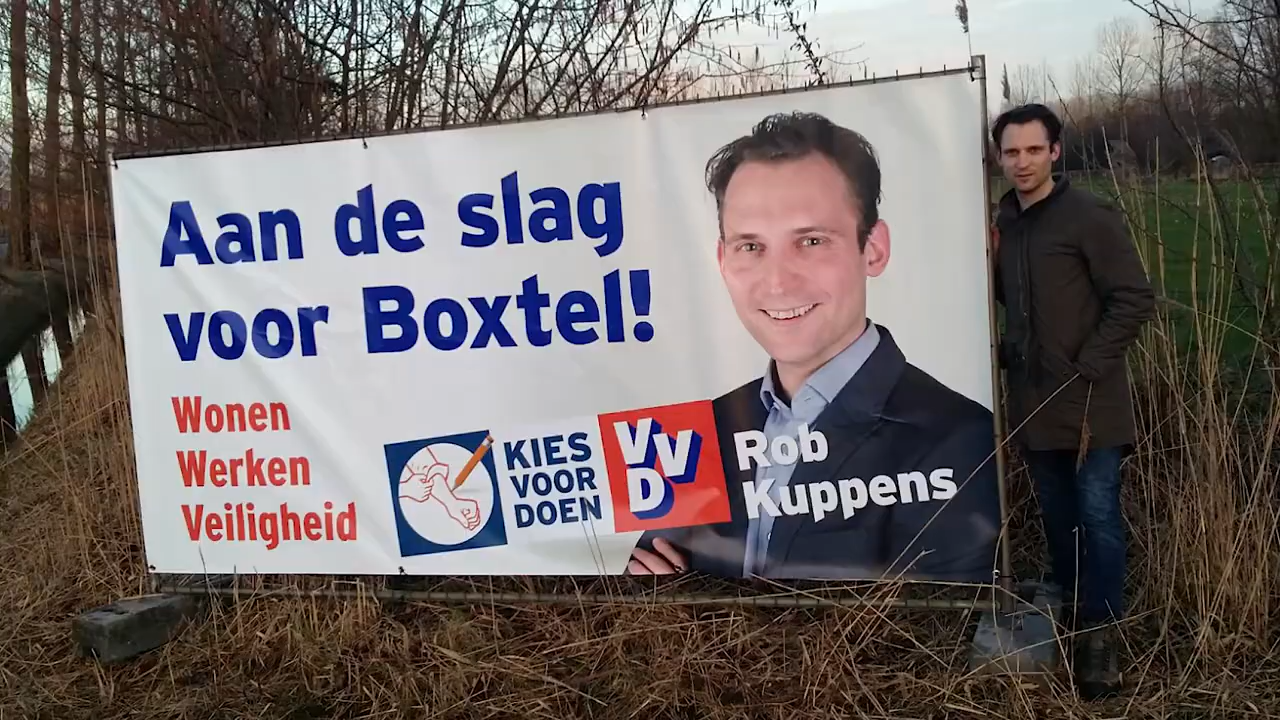 Aan de slag
voor Boxtel!
Wonen
Werken
Veiligheid
KIES
VOOR
DOEN
VVD
Rob
Kuppens